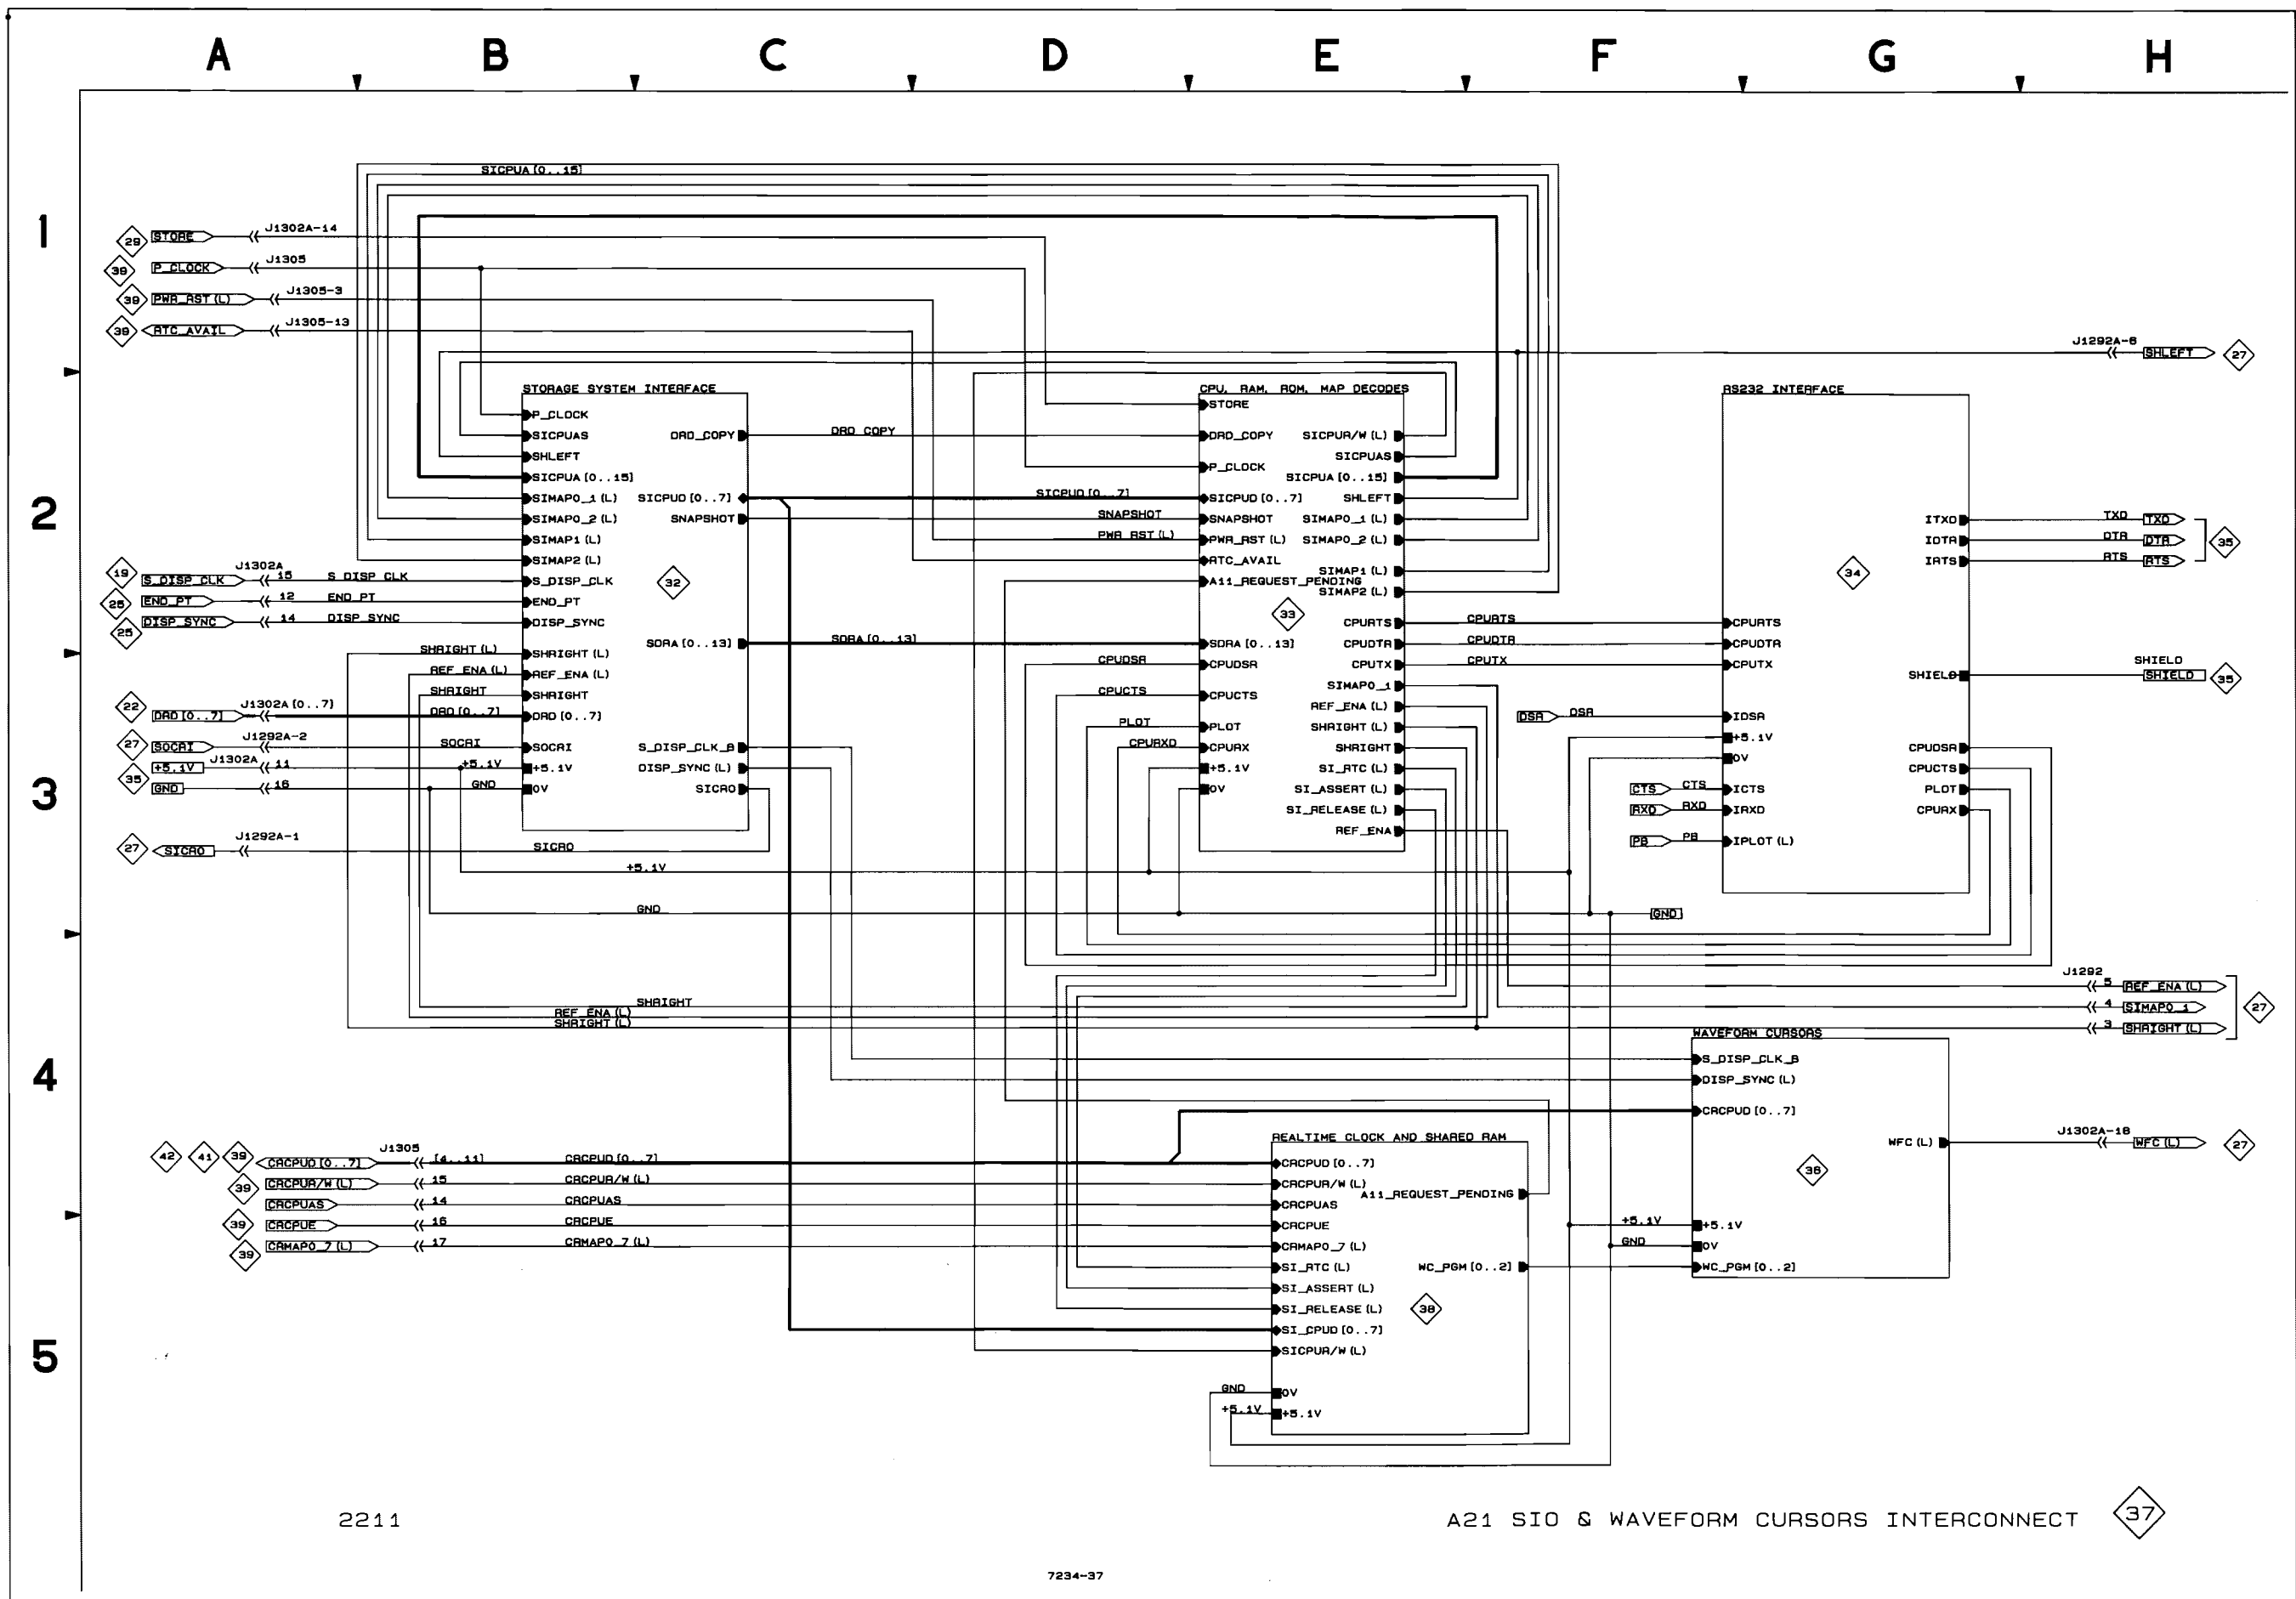 A B C D E F G H
SICPUA [0..15]
1
29 STORE J1302A-14
39 P_CLOCK J1305
39 PWR_RST (L) J1305-3
39 RTC_AVAIL J1305-13
J1292A-6
SHLEFT 27
STORAGE SYSTEM INTERFACE
P_CLOCK
SICPUAS
SHLEFT
SICPUA [0..15]
SIMAP0_1 (L)
SIMAP0_2 (L)
SIMAP1 (L)
SIMAP2 (L)
S_DISP_CLK
END_PT
DISP_SYNC
SHRIGHT (L)
REF_ENA (L)
SHRIGHT
DRD [0..7]
SOCRI
+5.1V
0V
DRD_COPY
SICPUD [0..7]
SNAPSHOT
32
SDRA [0..13]
S_DISP_CLK_B
DISP_SYNC (L)
SICRO
DRD COPY
SICPUD [0..7]
SNAPSHOT
PWR RST (L)
SDRA [0..13]
CPUDSR
CPUCTS
PLOT
CPURXD
CPU, RAM, ROM, MAP DECODES
STORE
DRD_COPY
P_CLOCK
SICPUD [0..7]
SNAPSHOT
PWR_RST (L)
RTC_AVAIL
A11_REQUEST_PENDING
33
SDRA [0..13]
CPUDSR
CPUCTS
PLOT
CPURX
+5.1V
0V
SICPUR/W (L)
SICPUAS
SICPUA [0..15]
SHLEFT
SIMAP0_1 (L)
SIMAP0_2 (L)
SIMAP1 (L)
SIMAP2 (L)
CPURTS
CPUDTR
CPUTX
SIMAP0_1
REF_ENA (L)
SHRIGHT (L)
SHRIGHT
SI_RTC (L)
SI_ASSERT (L)
SI_RELEASE (L)
REF_ENA
CPURTS
CPUDTR
CPUTX
RS232 INTERFACE
34
CPURTS
CPUDTR
CPUTX
IDSR
+5.1V
0V
ICTS
IRXD
IPLOT (L)
ITXD
IDTR
IRTS
SHIELD
CPUDSR
CPUCTS
PLOT
CPURX
DSR DSR
CTS CTS
RXD RXD
PB PB
GND
TXD TXD
DTR DTR
RTS RTS
35
SHIELD
SHIELD 35
2
J1302A
19 S_DISP_CLK 15 S DISP CLK
25 END_PT 12 END PT
25 DISP_SYNC 14 DISP SYNC
SHRIGHT (L)
REF_ENA (L)
SHRIGHT
22 DRD [0..7] J1302A [0..7] DRD [0..7]
27 SOCRI J1292A-2 SOCRI
35 +5.1V J1302A 11 +5.1V
GND 16 GND
3
27 SICRO J1292A-1 SICRO
+5.1V
GND
SHRIGHT
REF_ENA (L)
SHRIGHT (L)
J1292
5 REF_ENA (L)
4 SIMAP0_1
3 SHRIGHT (L)
27
4
WAVEFORM CURSORS
S_DISP_CLK_B
DISP_SYNC (L)
CRCPUD [0..7]
WFC (L)
36
+5.1V +5.1V
GND 0V
WC_PGM [0..2]
J1302A-18
WFC (L) 27
42 41 39 CRCPUD [0..7] J1305 [4..11] CRCPUD [0..7]
39 CRCPUR/W (L) 15 CRCPUR/W (L)
CRCPUAS 14 CRCPUAS
39 CRCPUE 16 CRCPUE
39 CRMAP0_7 (L) 17 CRMAP0_7 (L)
REALTIME CLOCK AND SHARED RAM
CRCPUD [0..7]
CRCPUR/W (L)
A11_REQUEST_PENDING
CRCPUAS
CRCPUE
CRMAP0_7 (L)
SI_RTC (L)
WC_PGM [0..2]
SI_ASSERT (L)
SI_RELEASE (L)
38
SI_CPUD [0..7]
SICPUR/W (L)
GND 0V
+5.1V +5.1V
5
2211
A21 SIO & WAVEFORM CURSORS INTERCONNECT 37
7234-37